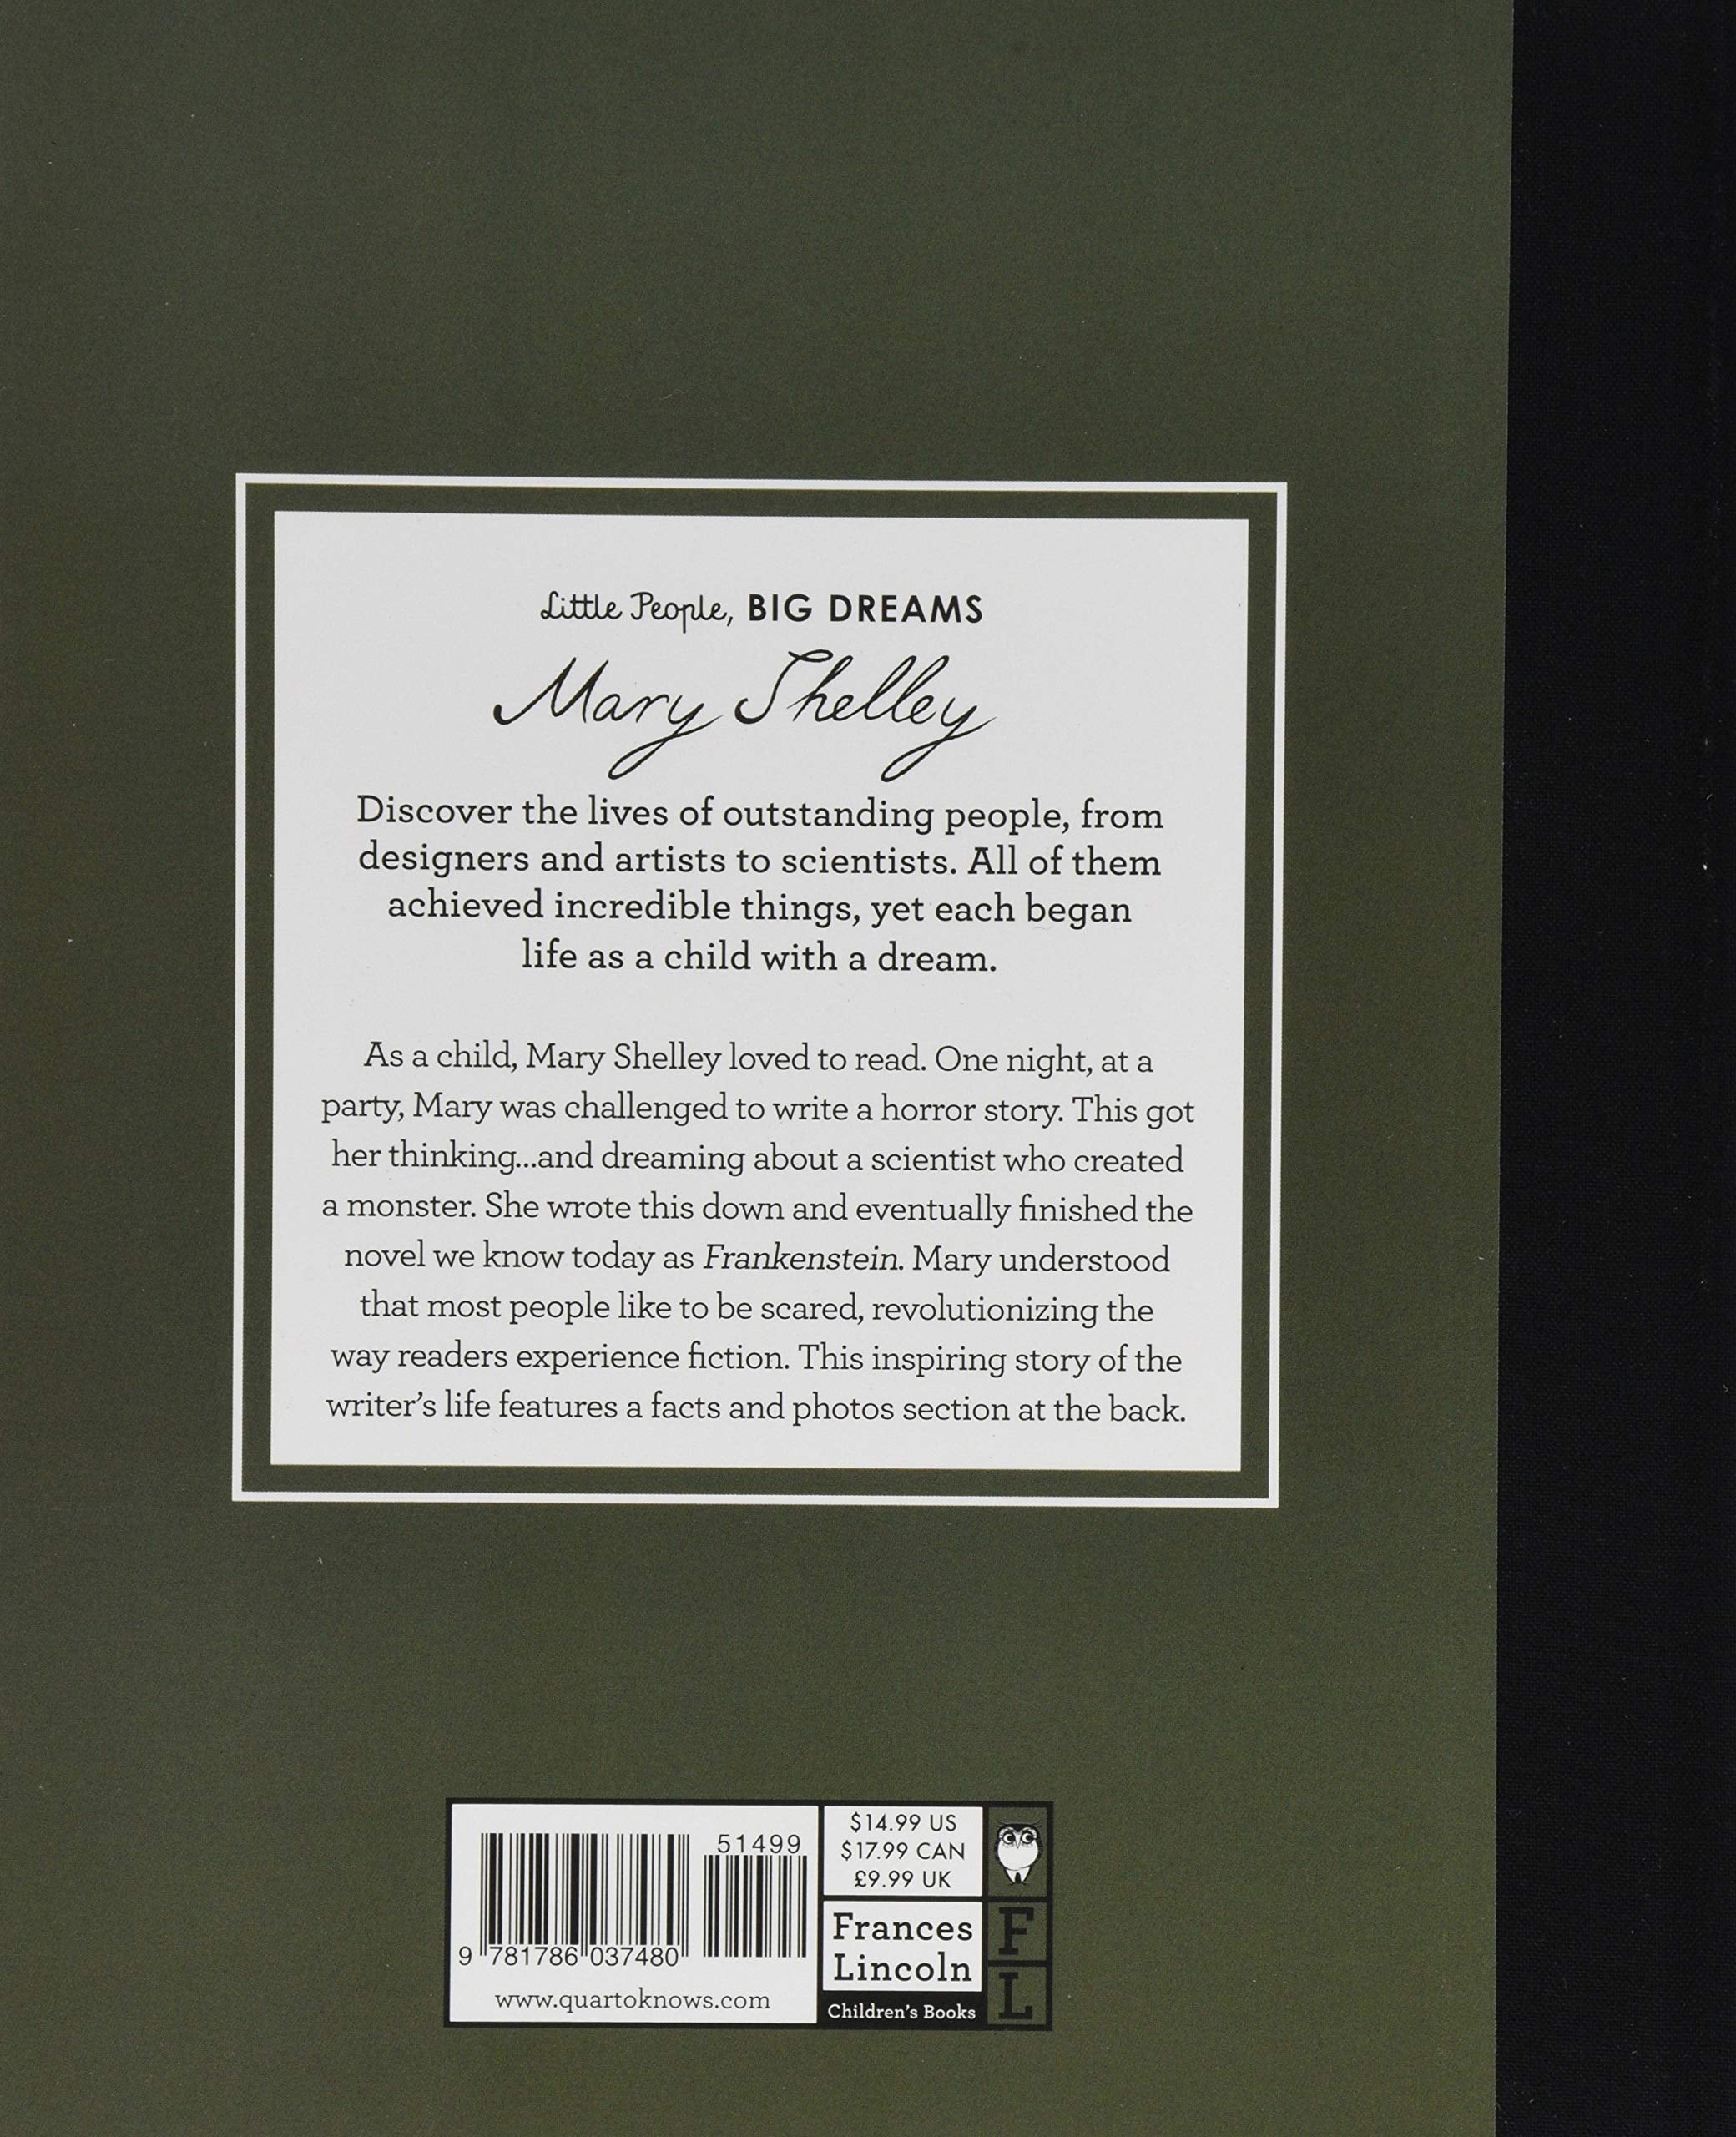 Little People, BIG DREAMS
Mary Shelley
Discover the lives of outstanding people, from
designers and artists to scientists. All of them
achieved incredible things, yet each began
life as a child with a dream.
As a child, Mary Shelley loved to read. One night, at a
party, Mary was challenged to write a horror story. This got
her thinking...and dreaming about a scientist who created
a monster. She wrote this down and eventually finished the
novel we know today as Frankenstein. Mary understood
that most people like to be scared, revolutionizing the
way readers experience fiction. This inspiring story of the
writer's life features a facts and photos section at the back.
51499
9 781786 037480
www.quartoknows.com
$14.99 US
$17.99 CAN
£9.99 UK
Frances
Lincoln
Children's Books
F
L